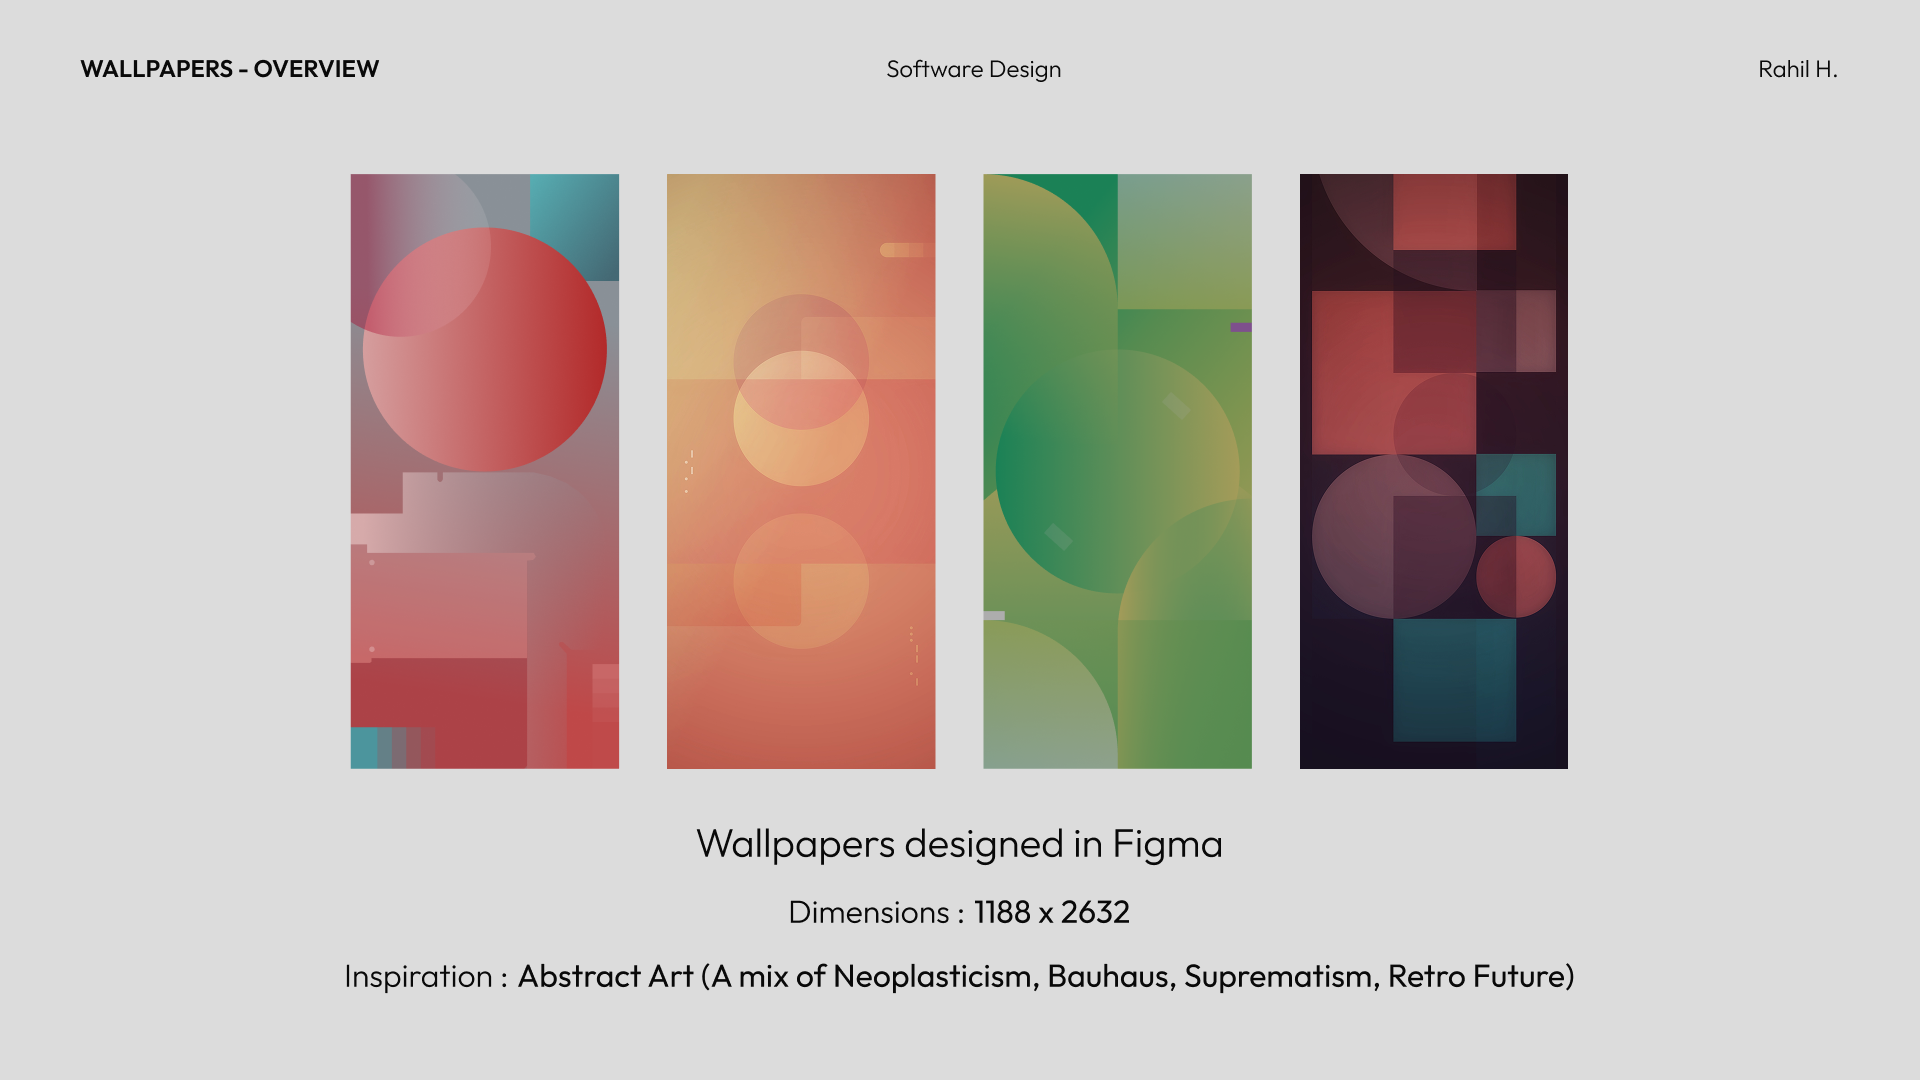 WALLPAPERS - OVERVIEW
Software Design
Rahil H.
Wallpapers designed in Figma
Dimensions : 1188 x 2632
Inspiration : Abstract Art (A mix of Neoplasticism, Bauhaus, Suprematism, Retro Future)